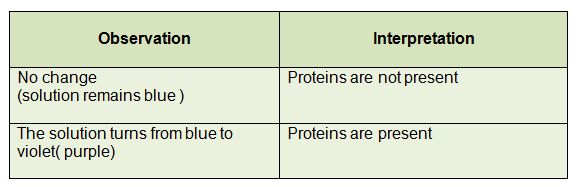 Observation Interpretation
No change Proteins are not present
(solution remains blue )
The solution turns from blue to Proteins are present
violet( purple)